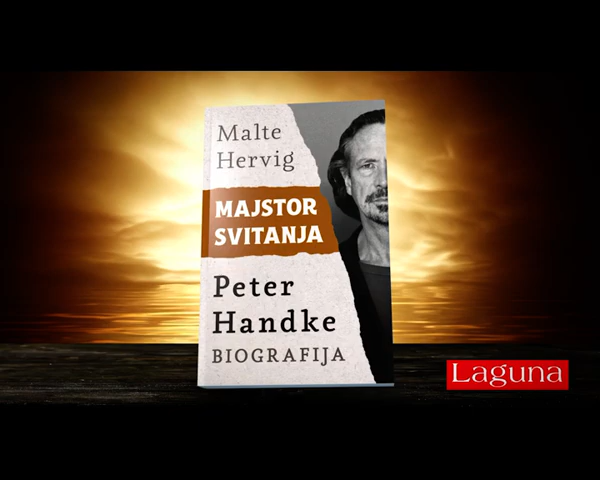 Malte
Hervig
MAJSTOR
SVITANJA
Peter
Handke
BIOGRAFIJA
Laguna